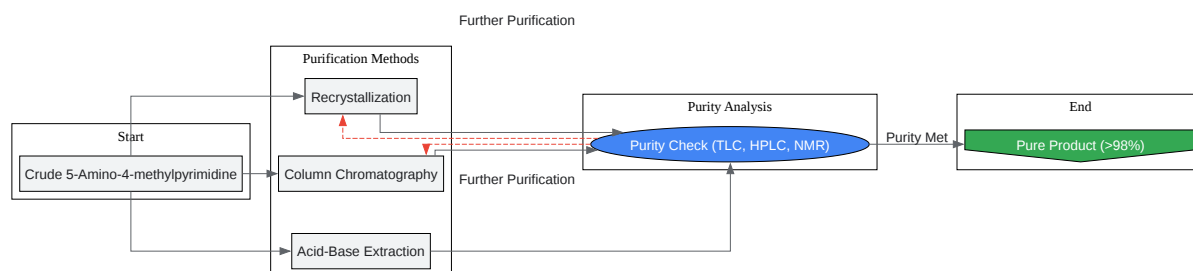 Further Purification
Purification Methods
Recrystallization
Purity Analysis
End
Start
Purity Check (TLC, HPLC, NMR)
Purity Met
Pure Product (>98%)
Crude 5-Amino-4-methylpyrimidine
Column Chromatography
Further Purification
Acid-Base Extraction